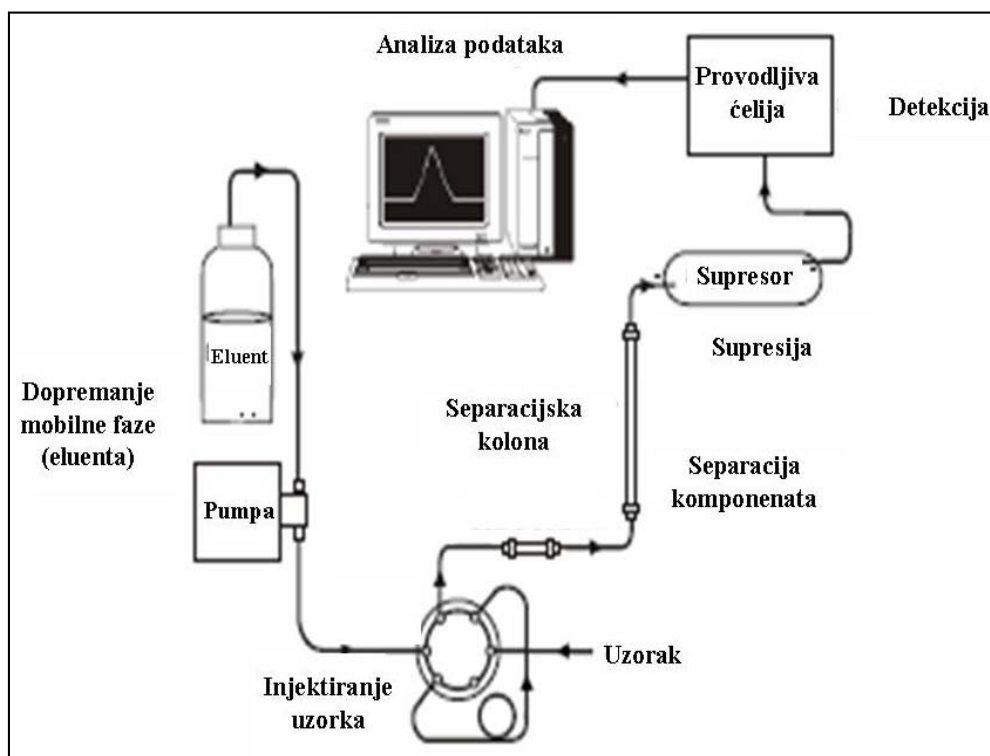 Analiza podataka
Provodljiva
ćelija
Detekcija
Supresor
Supresija
Eluent
Dopremanje
mobilne faze
(eluenta)
Separacijska
kolona
Separacija
komponenata
Pumpa
Uzorak
Injektiranje
uzorka